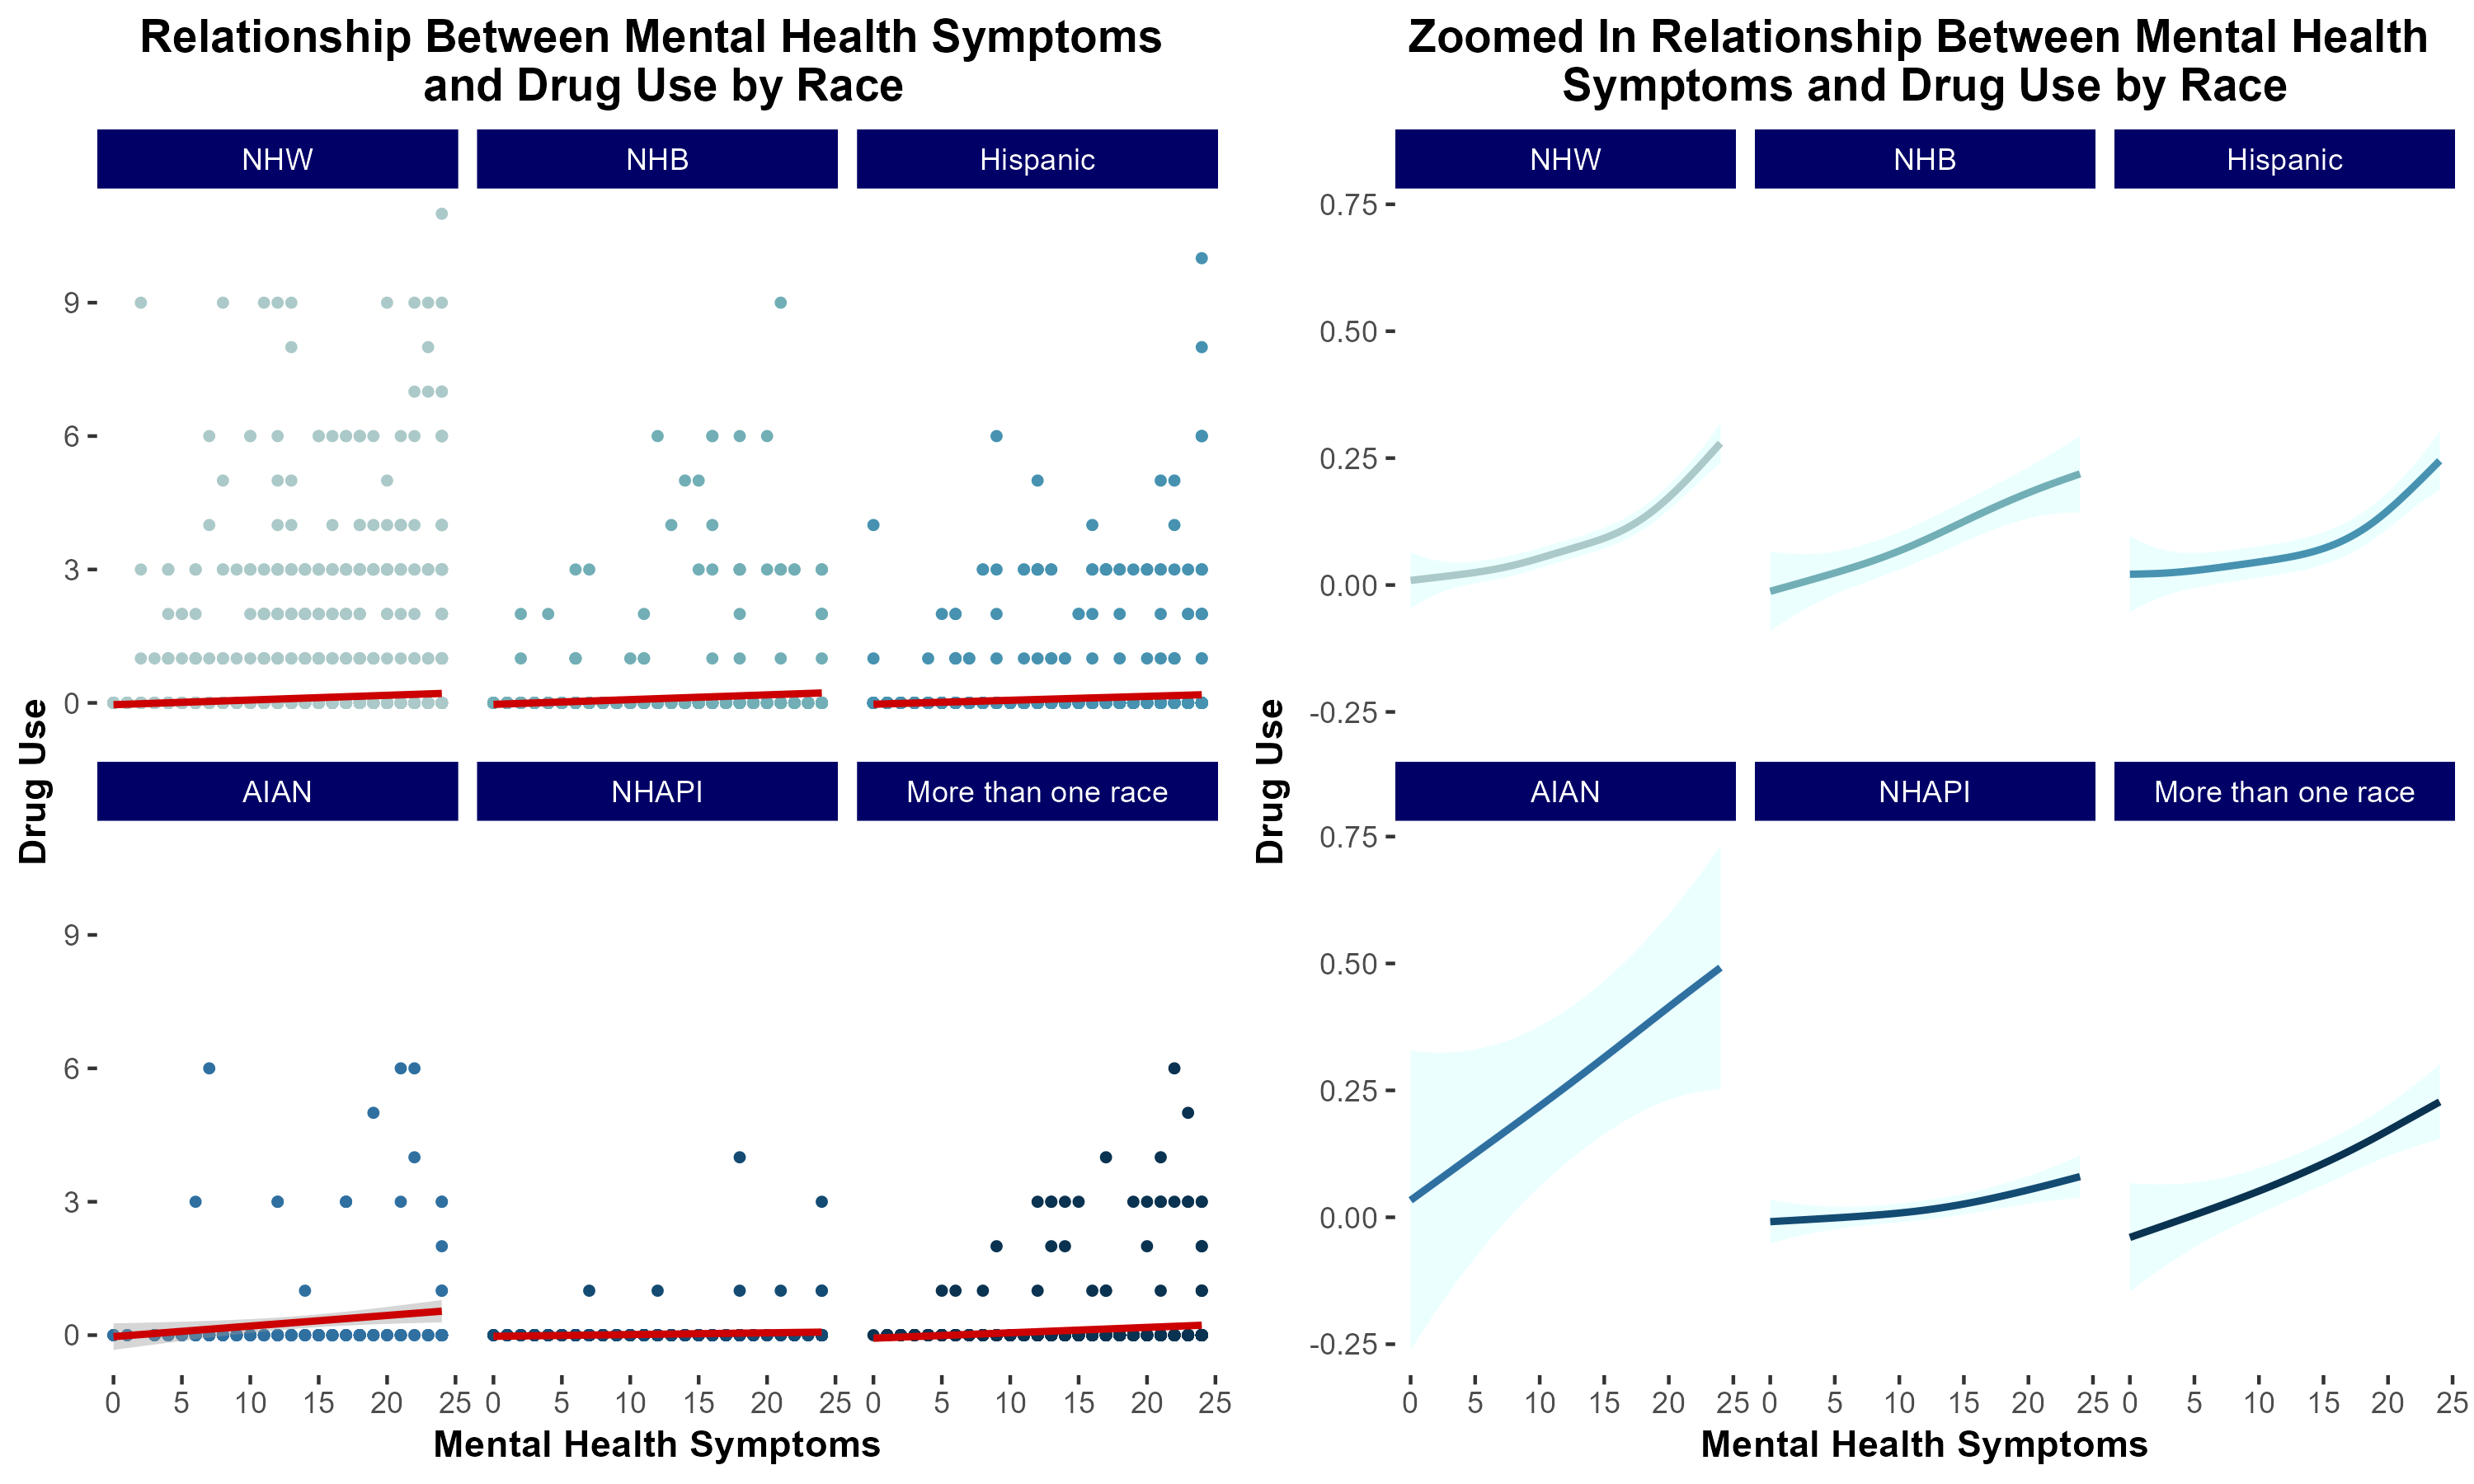 Relationship Between Mental Health Symptoms
and Drug Use by Race
NHW NHB Hispanic
9
6
3
0
AIAN NHAPI More than one race
9
6
3
0
0 5 10 15 20 25 0 5 10 15 20 25 0 5 10 15 20 25
Mental Health Symptoms
Drug Use
Zoomed In Relationship Between Mental Health
Symptoms and Drug Use by Race
NHW NHB Hispanic
0.75
0.50
0.25
0.00
-0.25
AIAN NHAPI More than one race
0.75
0.50
0.25
0.00
-0.25
0 5 10 15 20 25 0 5 10 15 20 25 0 5 10 15 20 25
Mental Health Symptoms
Drug Use